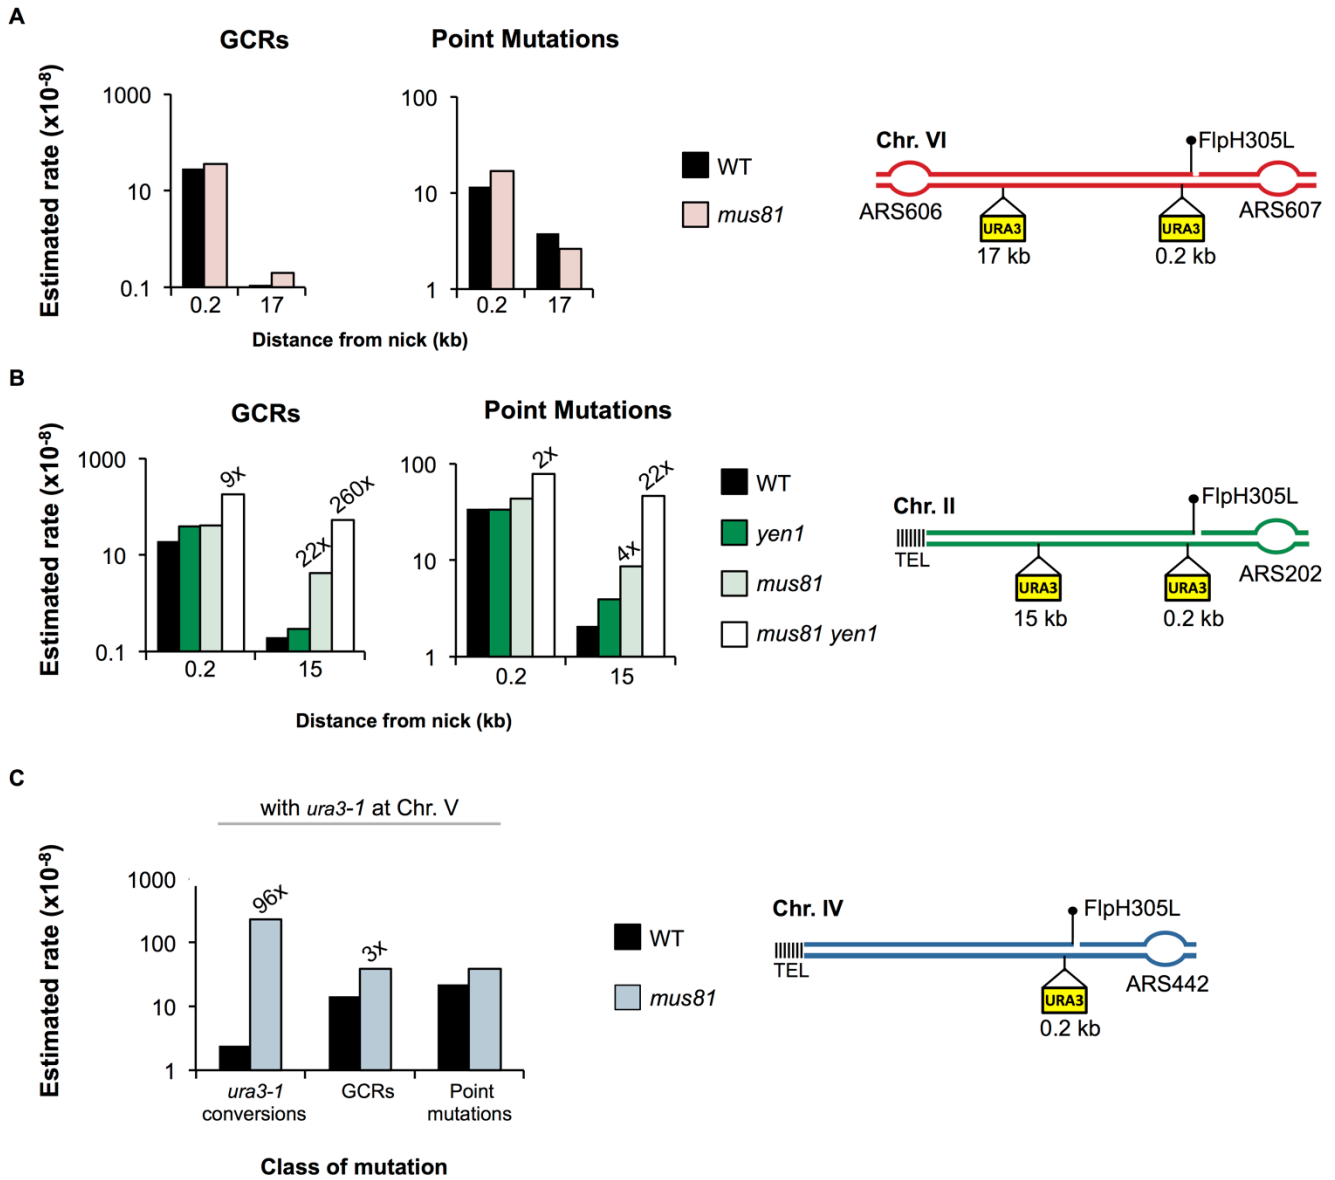 A
GCRs
Point Mutations
Estimated rate (x10-8)
1000
10
0.1
0.2
17
100
10
1
0.2
17
Distance from nick (kb)
WT
mus81
Chr. VI
FlpH305L
ARS606
ARS607
URA3
URA3
17 kb
0.2 kb
B
GCRs
Point Mutations
Estimated rate (x10-8)
1000
10
0.1
9x
22x
260x
0.2
15
100
10
1
2x
4x
22x
0.2
15
Distance from nick (kb)
WT
yen1
mus81
mus81 yen1
Chr. II
FlpH305L
TEL
ARS202
URA3
URA3
15 kb
0.2 kb
C
with ura3-1 at Chr. V
Estimated rate (x10-8)
1000
100
10
1
96x
3x
ura3-1
conversions
GCRs
Point
mutations
Class of mutation
WT
mus81
Chr. IV
FlpH305L
TEL
ARS442
URA3
0.2 kb